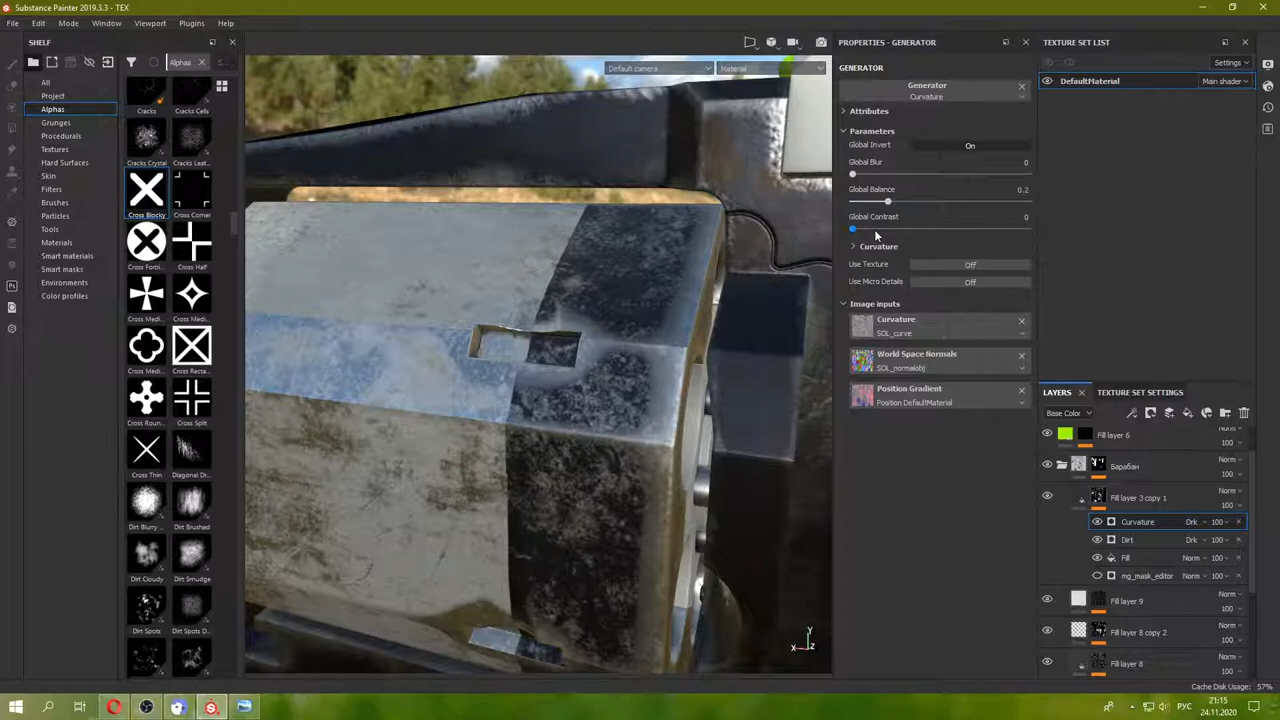 Substance Painter 2019.3.3 - TEX
File Edit Mode Window Viewport Plugins Help
SHELF
Alphas
S...
All
Project
Alphas
Grunges
Procedurals
Textures
Hard Surfaces
Skin
Filters
Brushes
Particles
Tools
Materials
Smart materials
Smart masks
Environments
Color profiles
Cracks Cracks Cells
Cracks Crystal Cracks Leat...
Cross Blocky Cross Corner
Cross Forbi... Cross Half
Cross Medi... Cross Medi...
Cross Medi... Cross Recta...
Cross Roun... Cross Split
Cross Thin Diagonal Dr...
Dirt Blurry ... Dirt Brushed
Dirt Cloudy Dirt Smudge
Dirt Spots Dirt Spots D...
Default camera Material
Y
X Z
PROPERTIES - GENERATOR
GENERATOR
Generator
Curvature
Attributes
Parameters
Global Invert On
Global Blur 0
Global Balance 0.2
Global Contrast 0
Curvature
Use Texture Off
Use Micro Details Off
Image inputs
Curvature
SOL_curve
World Space Normals
SOL_normalobj
Position Gradient
Position DefaultMaterial
TEXTURE SET LIST
Settings
DefaultMaterial Main shader
LAYERS TEXTURE SET SETTINGS
Base Color
Norm
Fill layer 6 100
Барабан Norm 100
Fill layer 3 copy 1 Norm 100
Curvature Drk 100
Dirt Drk 100
Fill Norm 100
mg_mask_editor Norm 100
Fill layer 9 Norm 100
Fill layer 8 copy 2 Norm 100
Fill layer 8 Norm 100
Cache Disk Usage: 57%
РУС
21:15
24.11.2020